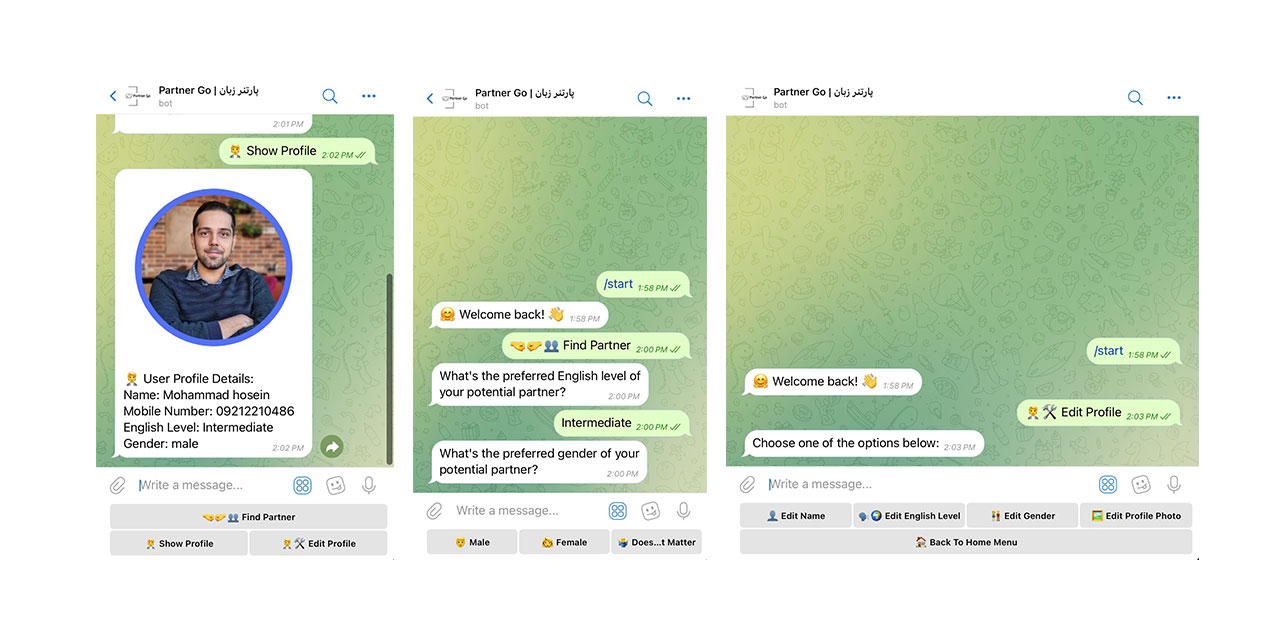 Partner Go | پارتنر زبان
bot
2:01 PM
🤵 Show Profile 2:02 PM
🤵 User Profile Details:
Name: Mohammad hosein
Mobile Number: 09212210486
English Level: Intermediate
Gender: male
2:02 PM
Write a message...
🤜🤛👥 Find Partner
🤵 Show Profile
🤵🛠 Edit Profile
Partner Go | پارتنر زبان
bot
/start 1:58 PM
🤗 Welcome back! 👋 1:58 PM
🤜🤛👥 Find Partner 2:00 PM
What's the preferred English level of
your potential partner?
2:00 PM
Intermediate 2:00 PM
What's the preferred gender of your
potential partner?
2:00 PM
Write a message...
👨 Male
👩 Female
🤷‍♂️ Does...t Matter
Partner Go | پارتنر زبان
bot
/start 1:58 PM
🤗 Welcome back! 👋 1:58 PM
🤵🛠 Edit Profile 2:03 PM
Choose one of the options below: 2:03 PM
Write a message...
👤 Edit Name
🗣🌍 Edit English Level
👫 Edit Gender
🖼 Edit Profile Photo
🏠 Back To Home Menu